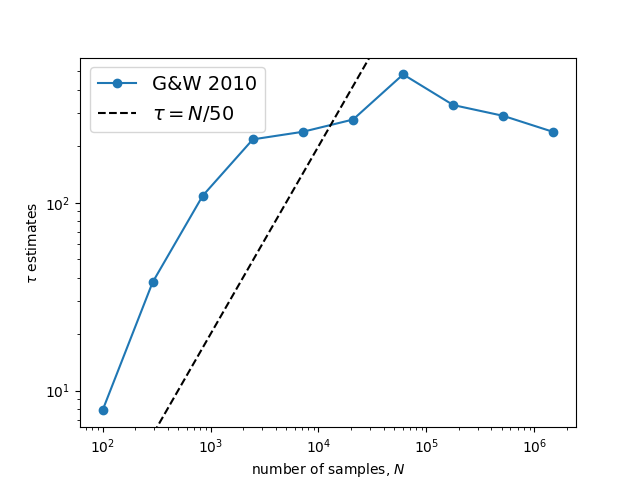 G&W 2010
τ = N/50
10²
10¹
τ estimates
10² 10³ 10⁴ 10⁵ 10⁶
number of samples, N